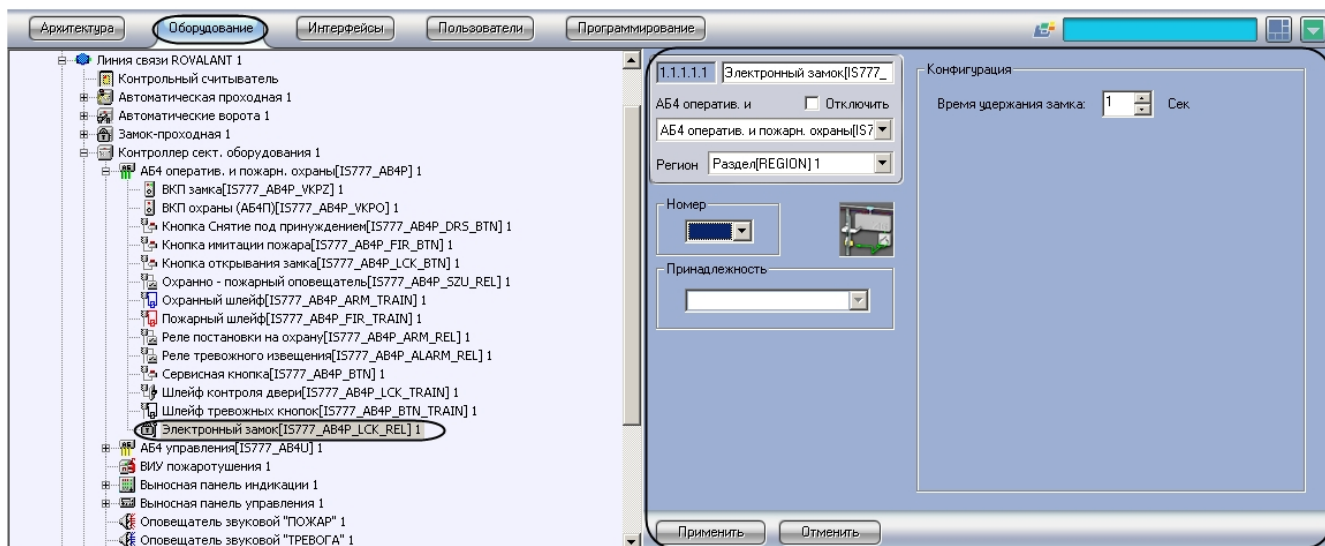 Архитектура Оборудование Интерфейсы Пользователи Программирование
Линия связи ROVALANT 1
Контрольный считыватель
Автоматическая проходная 1
Автоматические ворота 1
Замок-проходная 1
Контроллер сект. оборудования 1
АБ4 оператив. и пожарн. охраны[IS777_AB4P] 1
ВКП замка[IS777_AB4P_VKPZ] 1
ВКП охраны (АБ4П)[IS777_AB4P_VKPO] 1
Кнопка Снятие под принуждением[IS777_AB4P_DRS_BTN] 1
Кнопка имитации пожара[IS777_AB4P_FIR_BTN] 1
Кнопка открывания замка[IS777_AB4P_LCK_BTN] 1
Охранно - пожарный оповещатель[IS777_AB4P_SZU_REL] 1
Охранный шлейф[IS777_AB4P_ARM_TRAIN] 1
Пожарный шлейф[IS777_AB4P_FIR_TRAIN] 1
Реле постановки на охрану[IS777_AB4P_ARM_REL] 1
Реле тревожного извещения[IS777_AB4P_ALARM_REL] 1
Сервисная кнопка[IS777_AB4P_BTN] 1
Шлейф контроля двери[IS777_AB4P_LCK_TRAIN] 1
Шлейф тревожных кнопок[IS777_AB4P_BTN_TRAIN] 1
Электронный замок[IS777_AB4P_LCK_REL] 1
АБ4 управления[IS777_AB4U] 1
ВИУ пожаротушения 1
Выносная панель индикации 1
Выносная панель управления 1
Оповещатель звуковой "ПОЖАР" 1
Оповещатель звуковой "ТРЕВОГА" 1
1.1.1.1.1 Электронный замок[IS777_
АБ4 оператив. и Отключить
АБ4 оператив. и пожарн. охраны[IS7
Регион Раздел[REGION] 1
Номер
Принадлежность
Конфигурация
Время удержания замка: 1 Сек
Применить Отменить